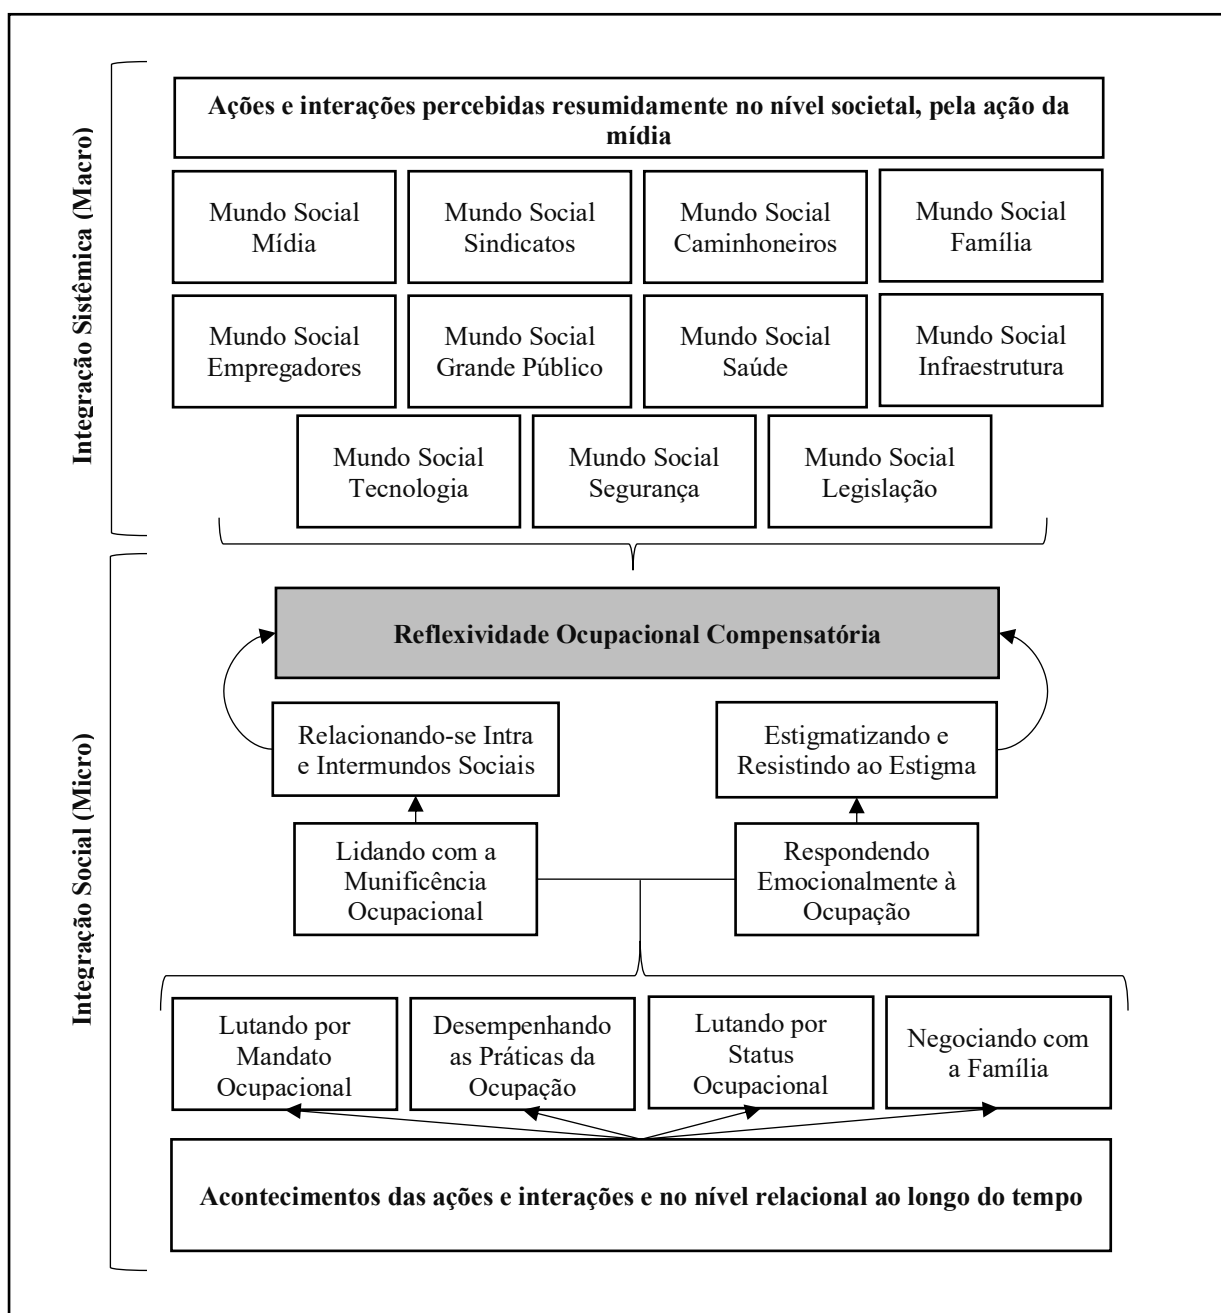 Integração Sistêmica (Macro)
Ações e interações percebidas resumidamente no nível societal, pela ação da
mídia
Mundo Social
Mídia
Mundo Social
Sindicatos
Mundo Social
Caminhoneiros
Mundo Social
Família
Mundo Social
Empregadores
Mundo Social
Grande Público
Mundo Social
Saúde
Mundo Social
Infraestrutura
Mundo Social
Tecnologia
Mundo Social
Segurança
Mundo Social
Legislação
Integração Social (Micro)
Reflexividade Ocupacional Compensatória
Relacionando-se Intra
e Intermundos Sociais
Estigmatizando e
Resistindo ao Estigma
Lidando com a
Munificência
Ocupacional
Respondendo
Emocionalmente à
Ocupação
Lutando por
Mandato
Ocupacional
Desempenhando
as Práticas da
Ocupação
Lutando por
Status
Ocupacional
Negociando com
a Família
Acontecimentos das ações e interações e no nível relacional ao longo do tempo